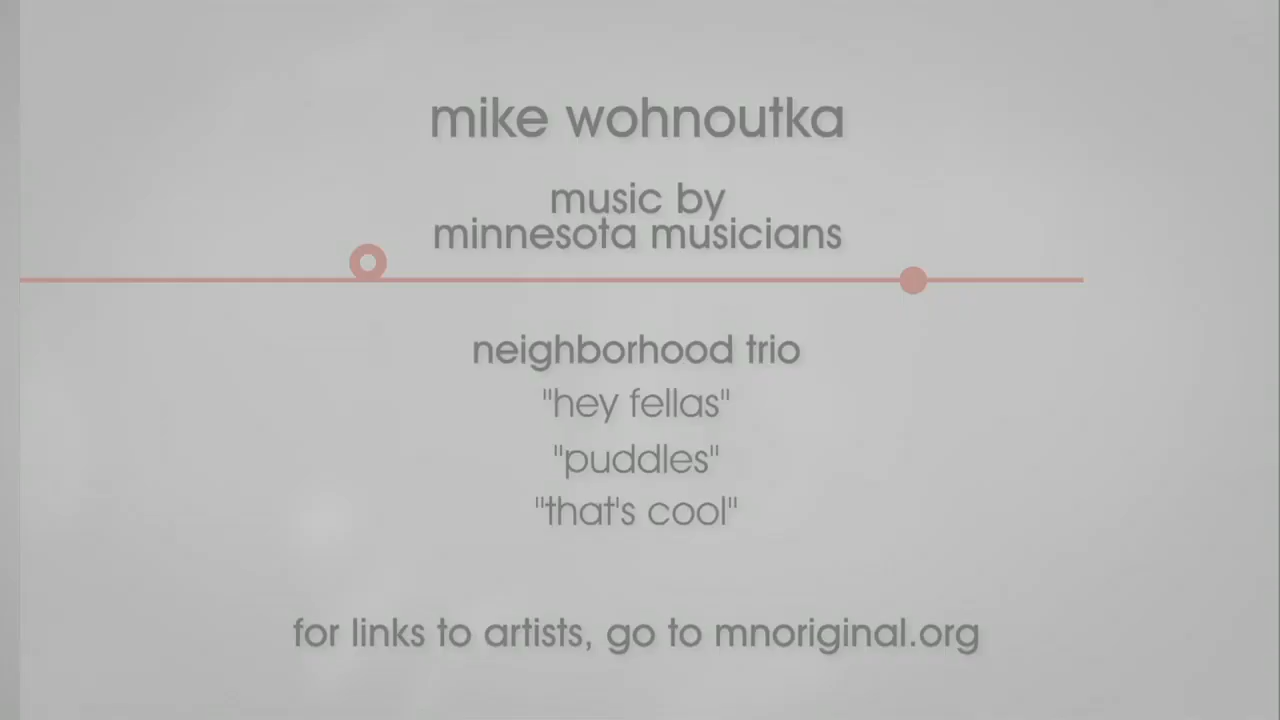 mike wohnoutka
music by
minnesota musicians
neighborhood trio
"hey fellas"
"puddles"
"that's cool"
for links to artists, go to mnoriginal.org